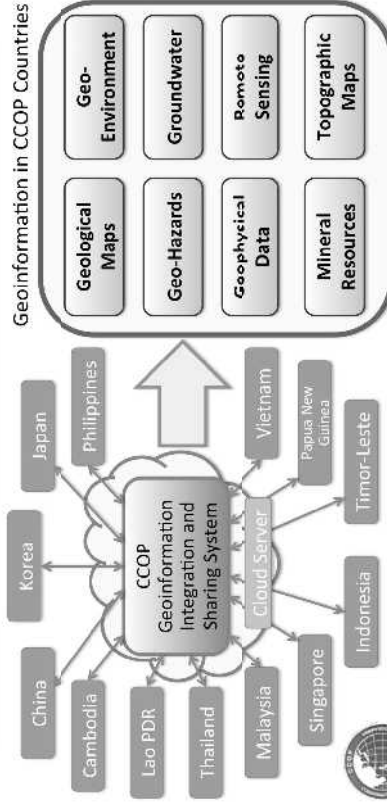 Geoinformation in CCOP Countries
China
Korea
Japan
Cambodia
Philippines
Lao PDR
Thailand
CCOP
Geoinformation
Integration and
Sharing System
Cloud Server
Malaysia
Vietnam
Singapore
Papua New
Guinea
Indonesia
Timor-Leste
Geological
Maps
Geo-
Environment
Geo-Hazards
Groundwater
Geophysical
Data
Remote
Sensing
Mineral
Resources
Topographic
Maps
CCOP